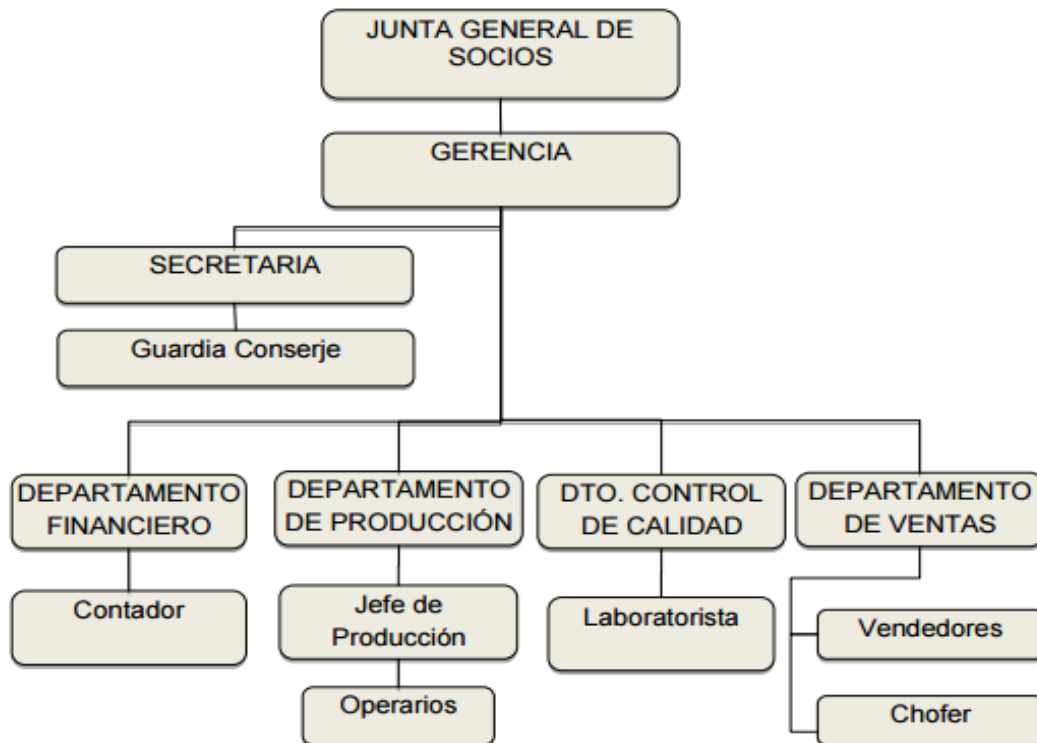 JUNTA GENERAL DE
SOCIOS
GERENCIA
SECRETARIA
Guardia Conserje
DEPARTAMENTO
FINANCIERO
DEPARTAMENTO
DE PRODUCCIÓN
DTO. CONTROL
DE CALIDAD
DEPARTAMENTO
DE VENTAS
Contador
Jefe de
Producción
Laboratorista
Vendedores
Operarios
Chofer